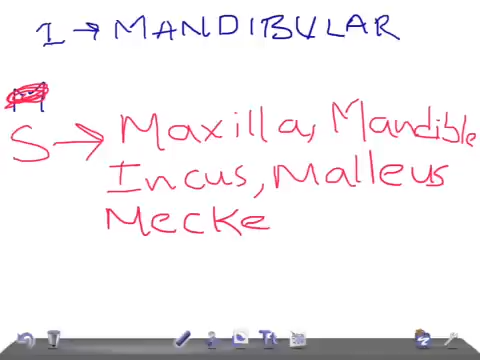 I → MANDIBULAR
S → Maxilla, Mandible
Incus, Malleus
Mecke